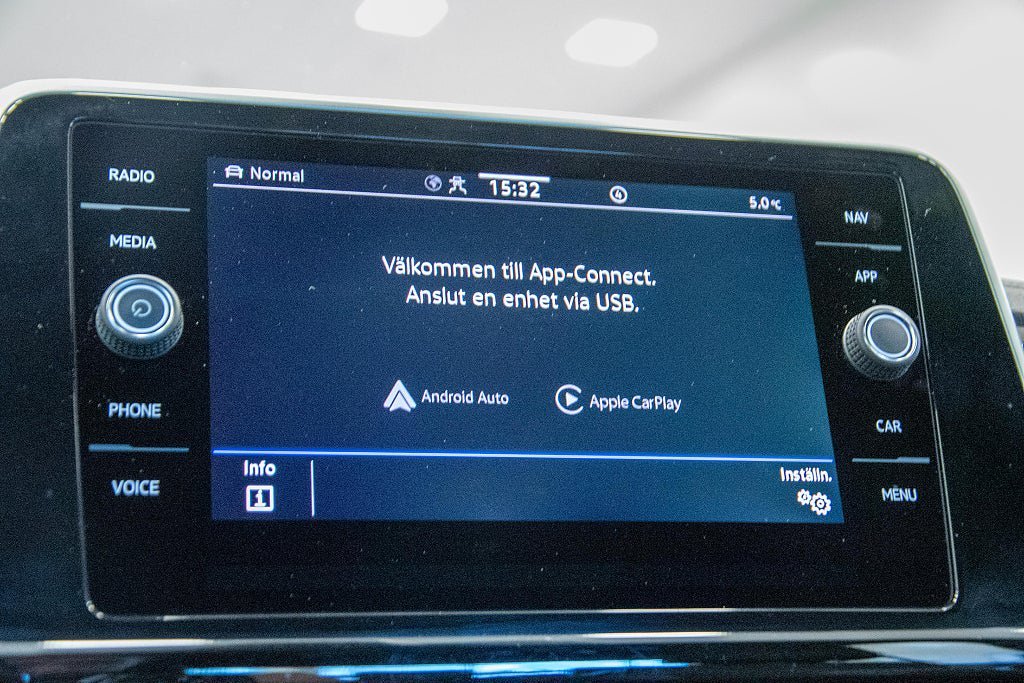 RADIO
MEDIA
PHONE
VOICE
Normal
15:32
4
5.0°C
Välkommen till App-Connect.
Anslut en enhet via USB.
Android Auto
Apple CarPlay
Info
Inställn.
NAV
APP
CAR
MENU